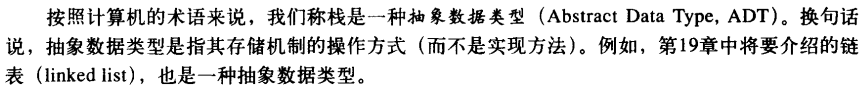 按照计算机的术语来说，我们称栈是一种抽象数据类型（Abstract Data Type, ADT）。换句话
说，抽象数据类型是指其存储机制的操作方式（而不是实现方法）。例如，第19章中将要介绍的链
表（linked list），也是一种抽象数据类型。